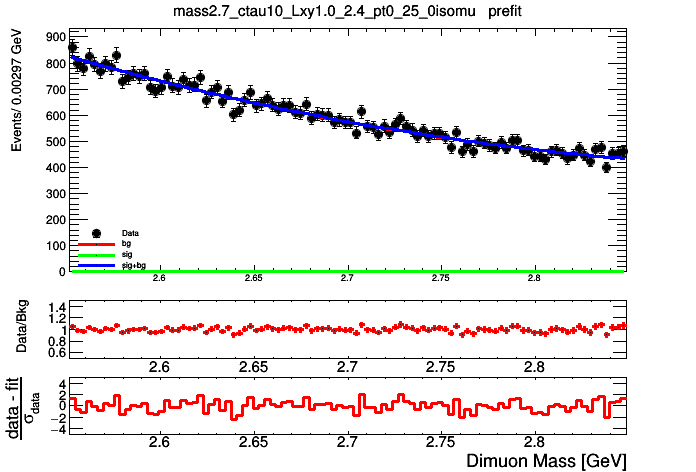 mass2.7_ctau10_Lxy1.0_2.4_pt0_25_0isomu prefit
Events/ 0.00297 GeV
900
800
700
600
500
400
300
200
100
0
Data
bg
sig
sig+bg
2.6 2.65 2.7 2.75 2.8
Data/Bkg
1.4
1.2
1
0.8
0.6
2.6 2.65 2.7 2.75 2.8
data - fit
σdata
4
2
0
−2
−4
2.6 2.65 2.7 2.75 2.8
Dimuon Mass [GeV]